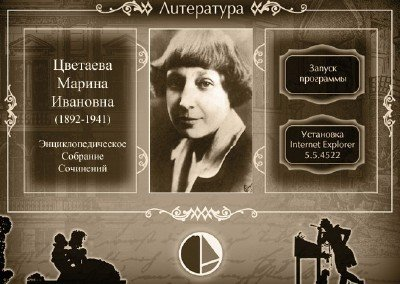 Литература
Цветаева
Марина
Ивановна
(1892-1941)
Энциклопедическое
Собрание
Сочинений
Запуск
программы
Установка
Internet Explorer
5.5.4522